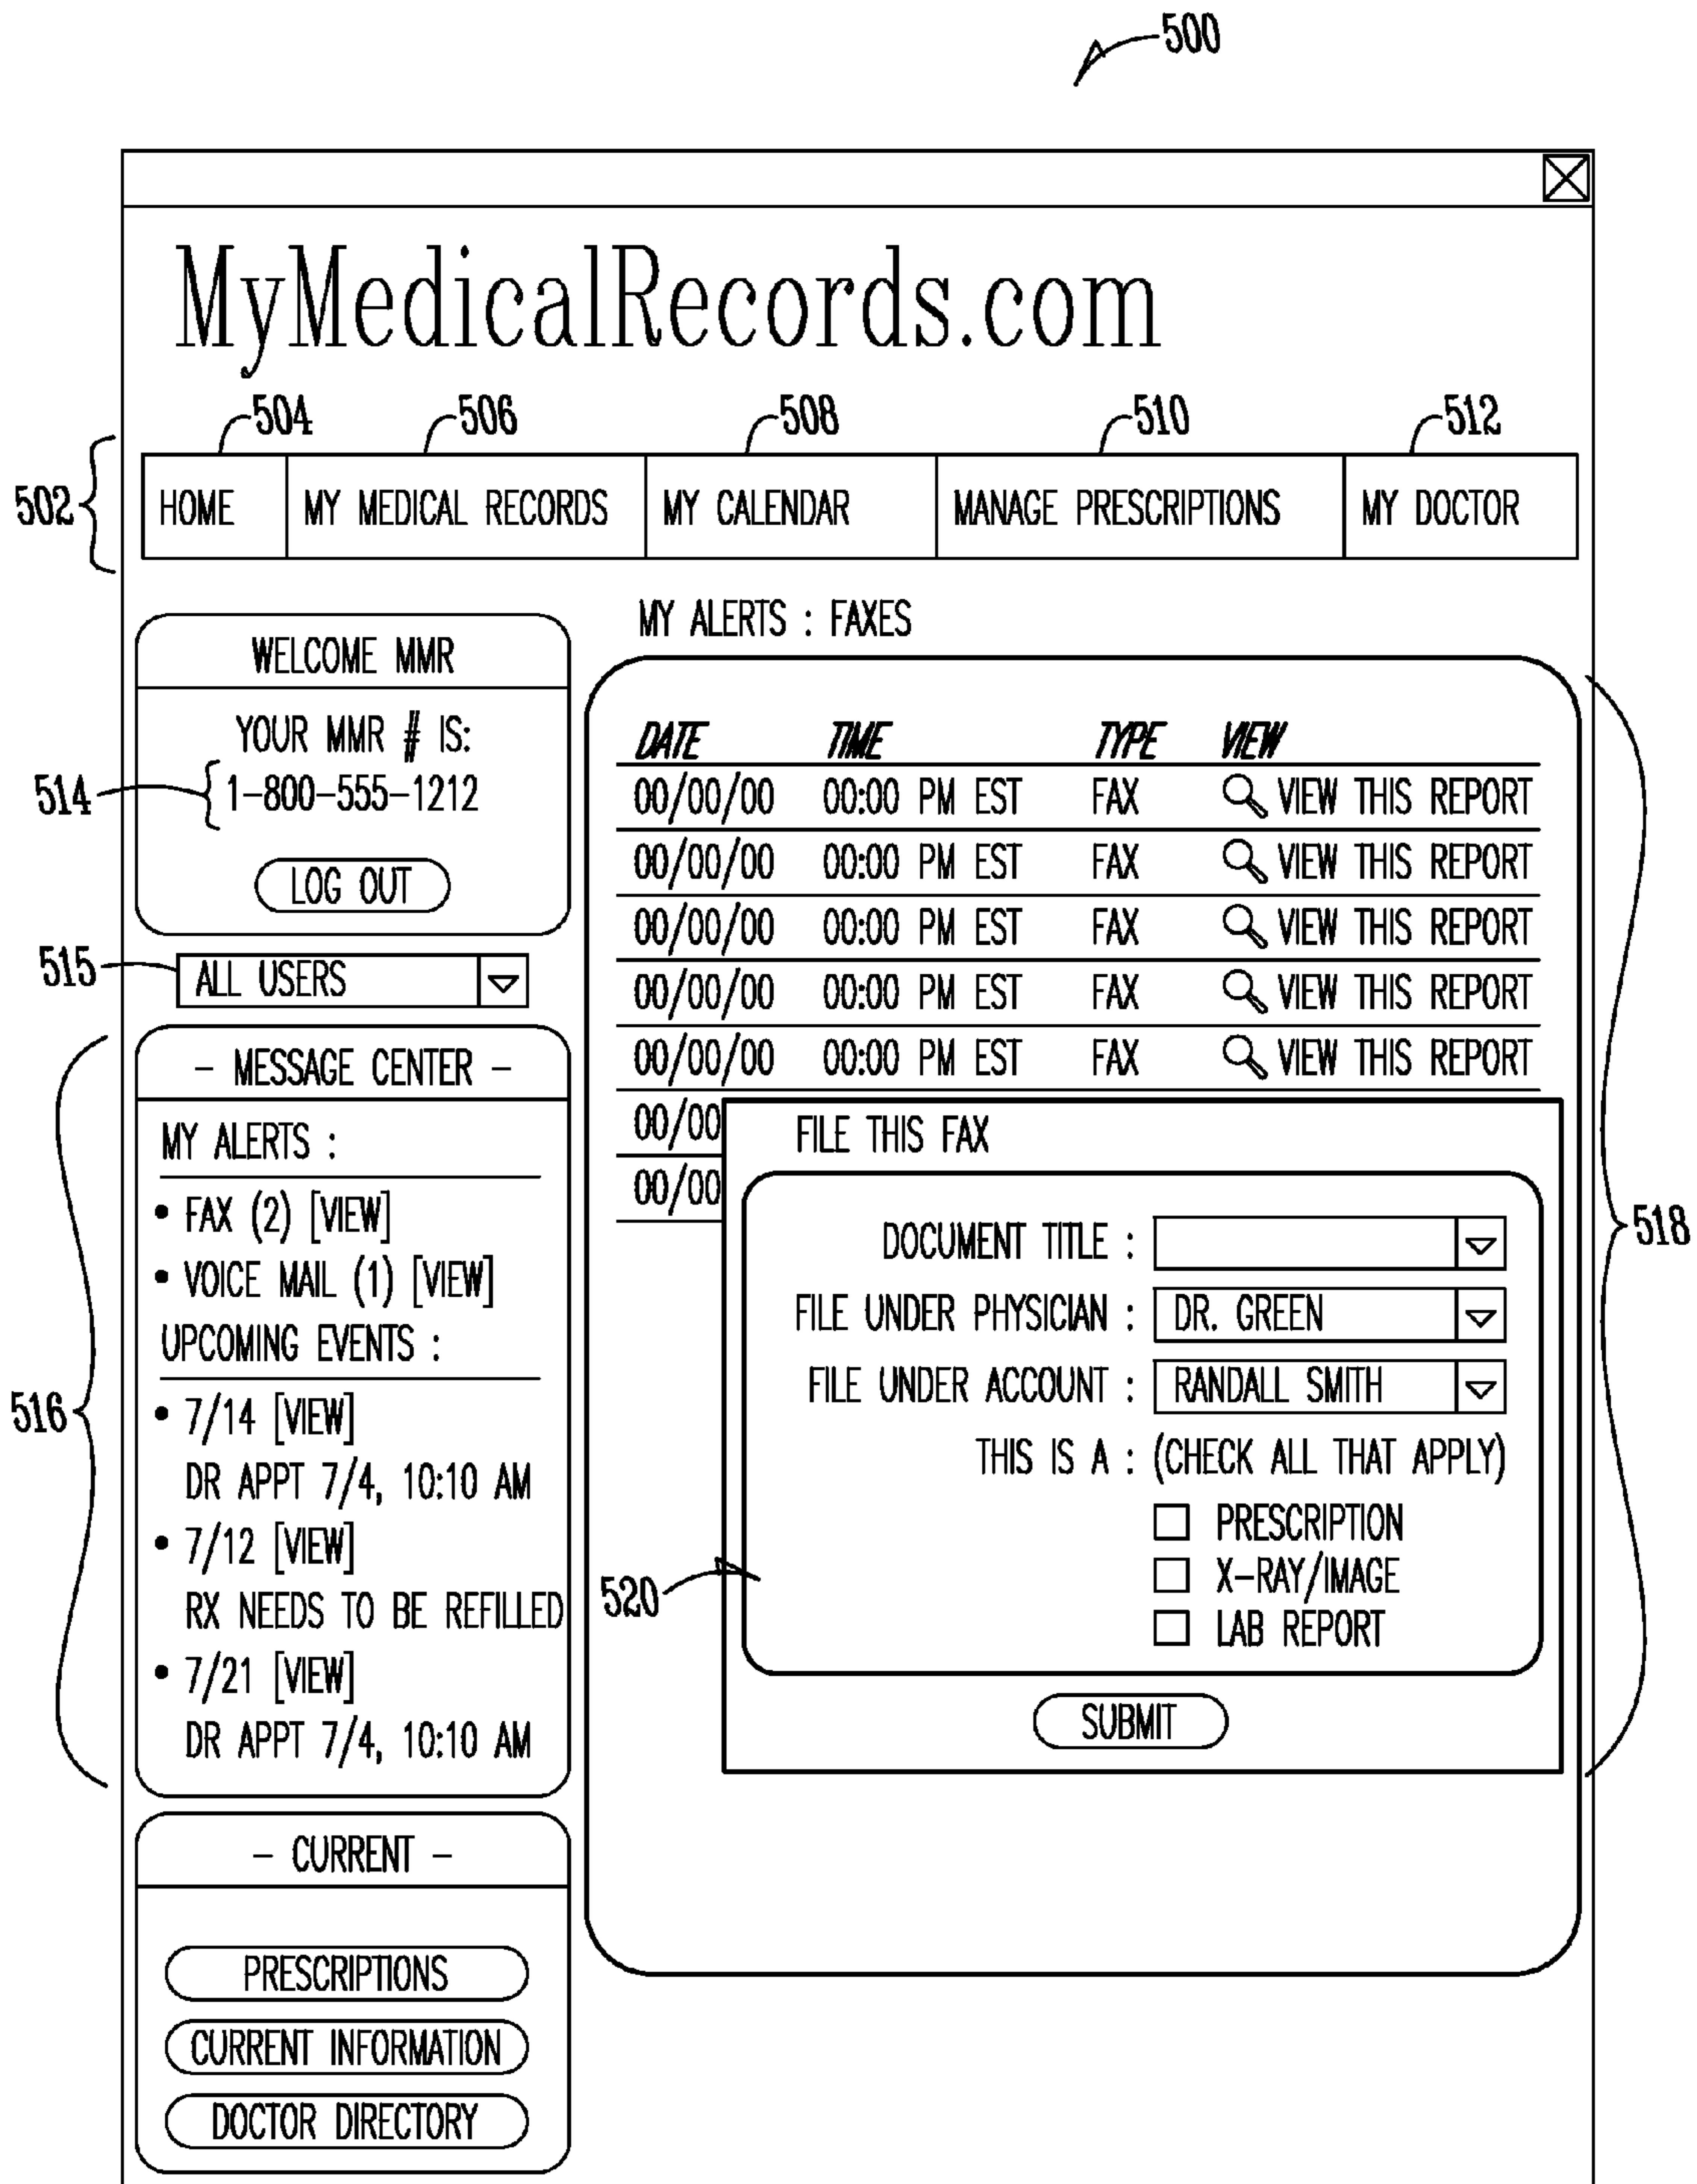 500
MyMedicalRecords.com
504 506 508 510 512
502
HOME MY MEDICAL RECORDS MY CALENDAR MANAGE PRESCRIPTIONS MY DOCTOR
WELCOME MMR
YOUR MMR # IS:
514
1-800-555-1212
LOG OUT
515
ALL USERS
516
- MESSAGE CENTER -
MY ALERTS :
• FAX (2) [VIEW]
• VOICE MAIL (1) [VIEW]
UPCOMING EVENTS :
• 7/14 [VIEW]
DR APPT 7/4, 10:10 AM
• 7/12 [VIEW]
RX NEEDS TO BE REFILLED
• 7/21 [VIEW]
DR APPT 7/4, 10:10 AM
- CURRENT -
PRESCRIPTIONS
CURRENT INFORMATION
DOCTOR DIRECTORY
MY ALERTS : FAXES
518
DATE TIME TYPE VIEW
00/00/00 00:00 PM EST FAX VIEW THIS REPORT
00/00/00 00:00 PM EST FAX VIEW THIS REPORT
00/00/00 00:00 PM EST FAX VIEW THIS REPORT
00/00/00 00:00 PM EST FAX VIEW THIS REPORT
00/00/00 00:00 PM EST FAX VIEW THIS REPORT
00/00
00/00
520
FILE THIS FAX
DOCUMENT TITLE :
FILE UNDER PHYSICIAN : DR. GREEN
FILE UNDER ACCOUNT : RANDALL SMITH
THIS IS A : (CHECK ALL THAT APPLY)
PRESCRIPTION
X-RAY/IMAGE
LAB REPORT
SUBMIT